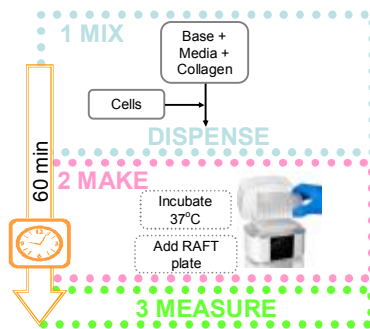 1 MIX
Base +
Media +
Collagen
Cells
DISPENSE
60 min
2 MAKE
Incubate
37°C
Add RAFT
plate
3 MEASURE